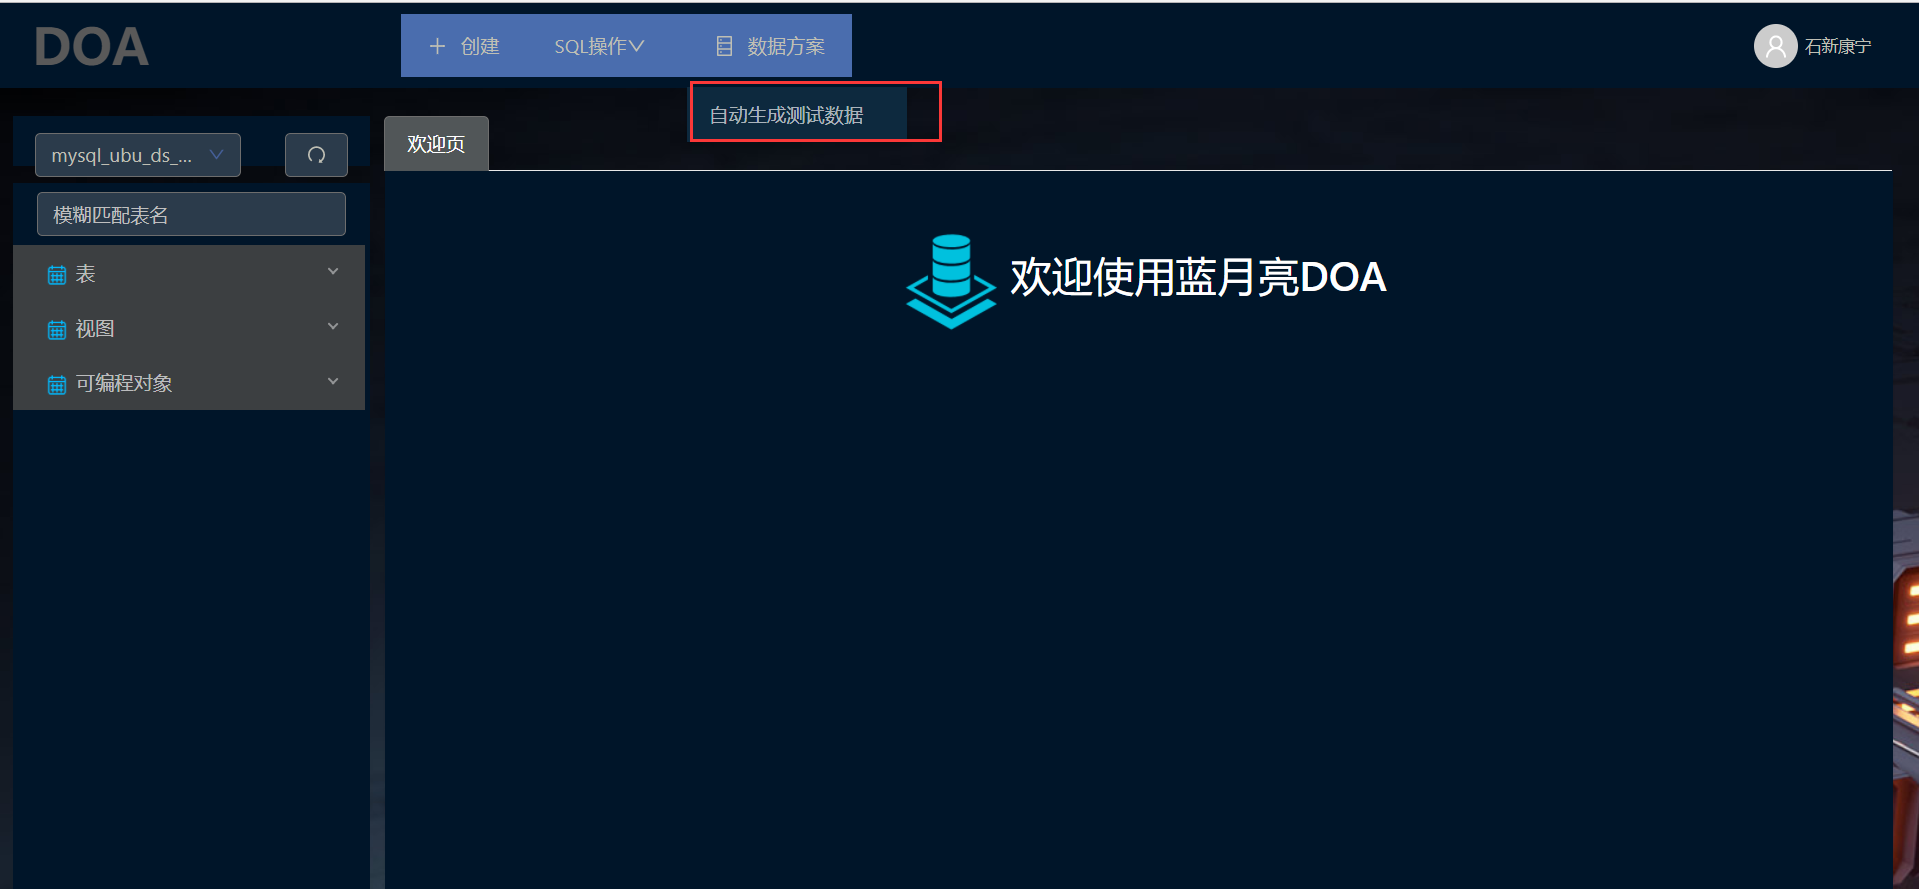 DOA
创建
SQL操作
数据方案
石新康宁
自动生成测试数据
mysql_ubu_ds_...
欢迎页
模糊匹配表名
表
视图
可编程对象
欢迎使用蓝月亮DOA